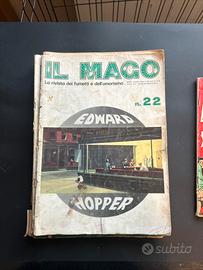 IL MAGO
La rivista dei fumetti e dell'umorismo
n. 22
EDWARD
HOPPER
subito